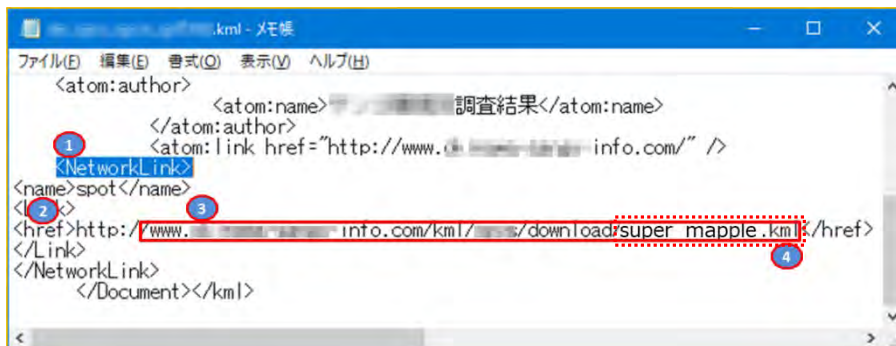 .kml - メモ帳
ファイル(F) 編集(E) 書式(O) 表示(V) ヘルプ(H)
<atom:author>
<atom:name> 調査結果</atom:name>
</atom:author>
1
<atom:link href="http://www. info.com/" />
<NetworkLink>
<name>spot</name>
2 3
<Link>
<href>http://www. info.com/kml/ /download/super_mapple.kml</href>
4
</Link>
</NetworkLink>
</Document></kml>